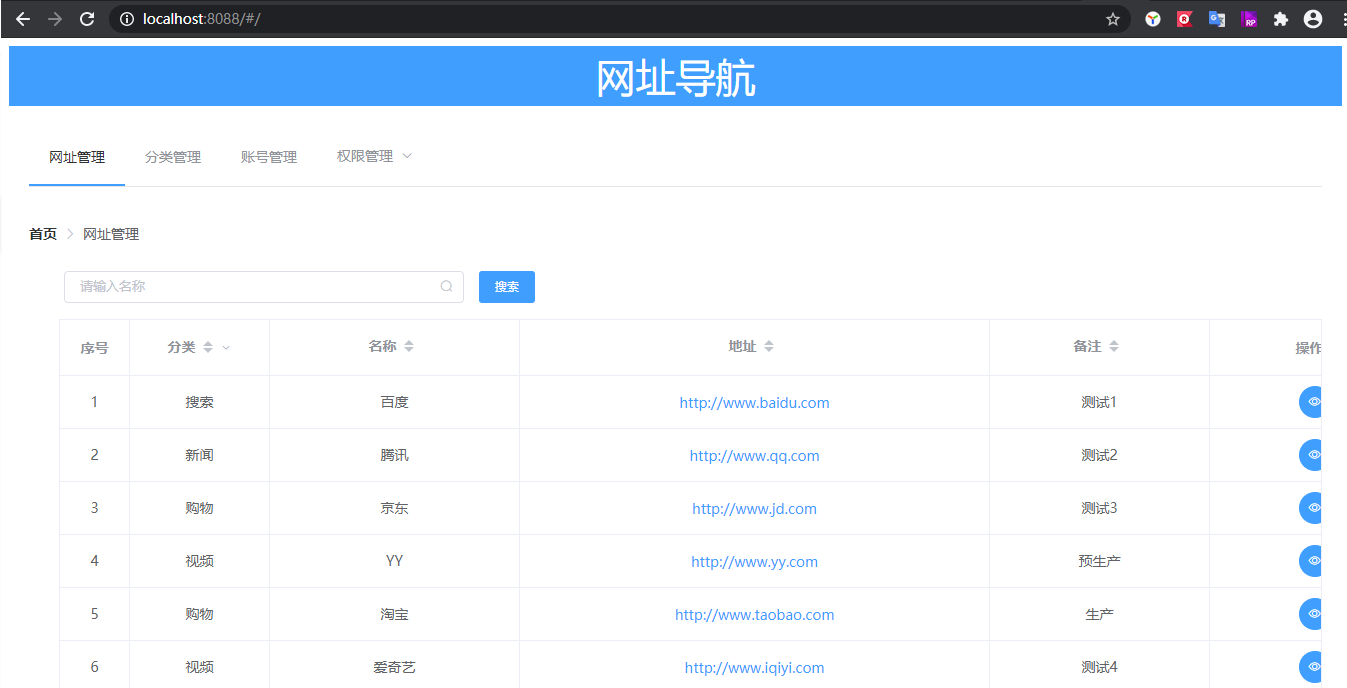 localhost:8088/#/
网址导航
网址管理 分类管理 账号管理 权限管理
首页 网址管理
请输入名称 搜索
序号 分类 名称 地址 备注 操作
1 搜索 百度 http://www.baidu.com 测试1
2 新闻 腾讯 http://www.qq.com 测试2
3 购物 京东 http://www.jd.com 测试3
4 视频 YY http://www.yy.com 预生产
5 购物 淘宝 http://www.taobao.com 生产
6 视频 爱奇艺 http://www.iqiyi.com 测试4